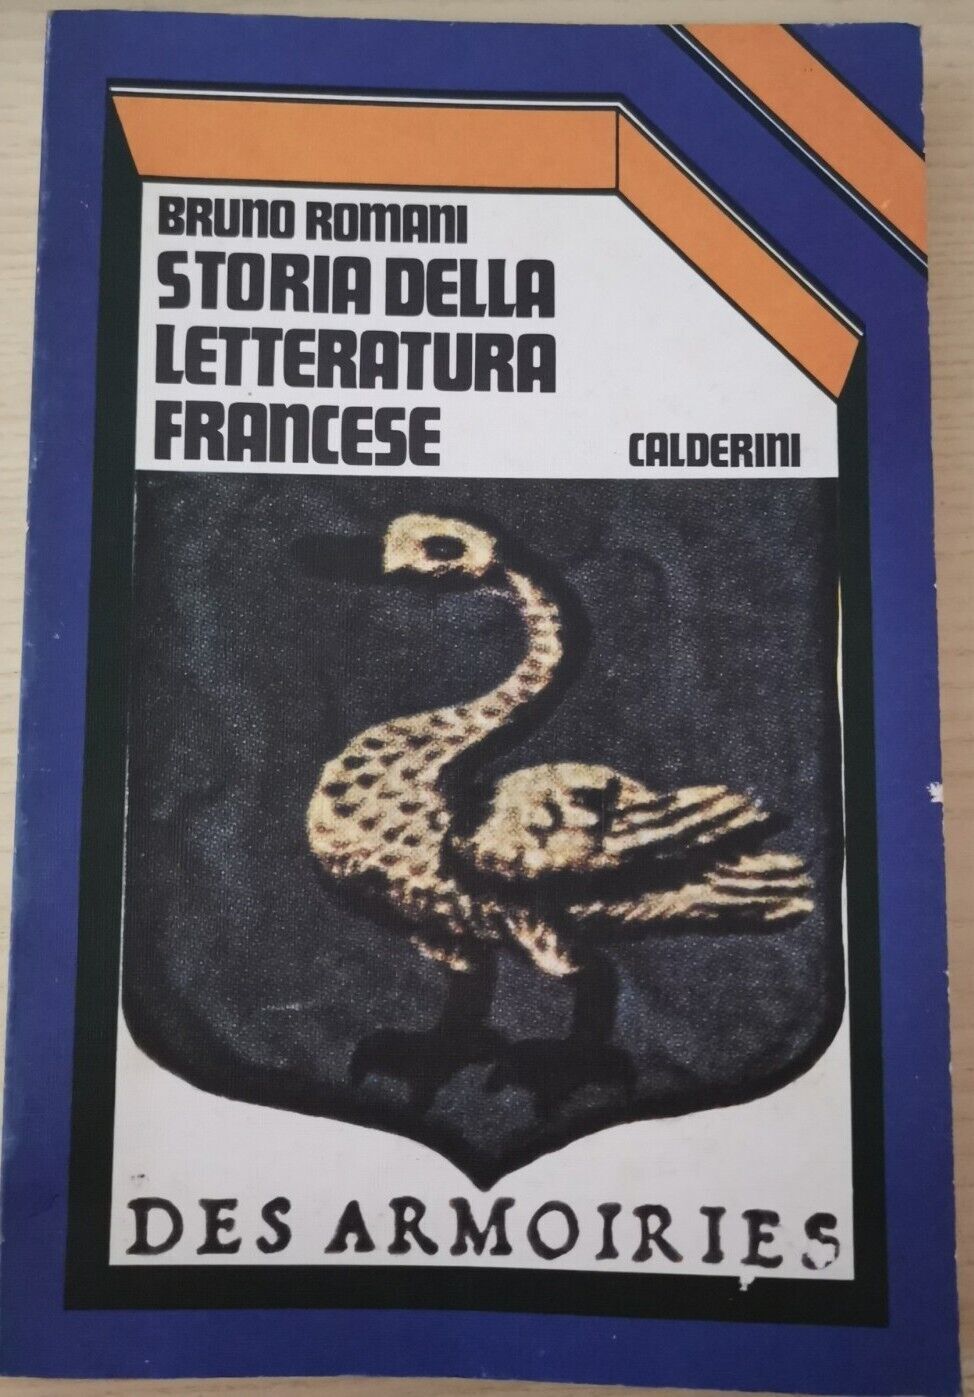 BRUNO ROMANI
STORIA DELLA
LETTERATURA
FRANCESE
CALDERINI
DES ARMOIRIES